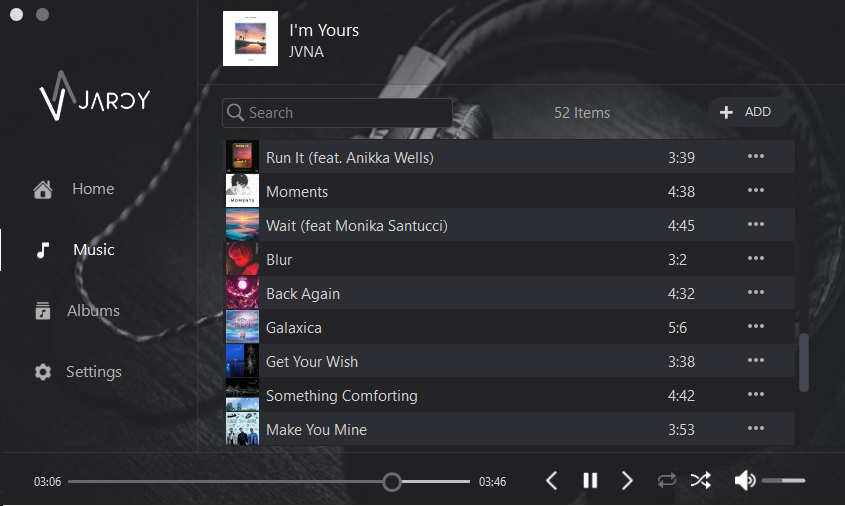 I'm Yours
JVNA
JARDY
Search
52 Items
ADD
Home
Music
Albums
Settings
Run It (feat. Anikka Wells) 3:39
Moments 4:38
Wait (feat Monika Santucci) 4:45
Blur 3:2
Back Again 4:32
Galaxica 5:6
Get Your Wish 3:38
Something Comforting 4:42
Make You Mine 3:53
MOMENTS
03:06
03:46